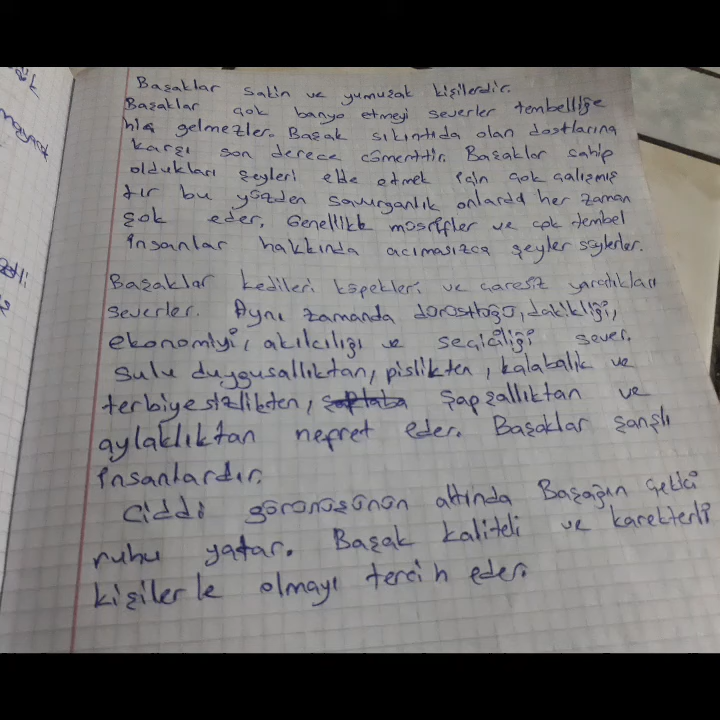 Başaklar sakin ve yumuşak kişilerdir.
Başaklar çok banyo etmeyi severler tembelliğe
hiç gelmezler. Başak sıkıntıda olan dostlarına
karşı son derece cömerttir. Başaklar sahip
oldukları şeyleri elde etmek için çok çalışmış
tır bu yüzden savurganlık onlarda her zaman
şok eder. Genellikle müsrifler ve çok tembel
insanlar hakkında acımasızca şeyler söylerler.
Başaklar kedileri köpekleri ve çaresiz yaratıkları
severler. Aynı zamanda dürüstlüğü, dakikliği,
ekonomiyi, akılcılığı ve seçiciliği sever.
Sulu duygusallıktan, pislikten, kalabalık ve
terbiyesizlikten, şapşallıktan ve
aylaklıktan nefret eder. Başaklar şanslı
insanlardır.
Ciddi görünüşünün altında Başağın çekici
ruhu yatar. Başak kaliteli ve karekterli
kişilerle olmayı tercih eder.